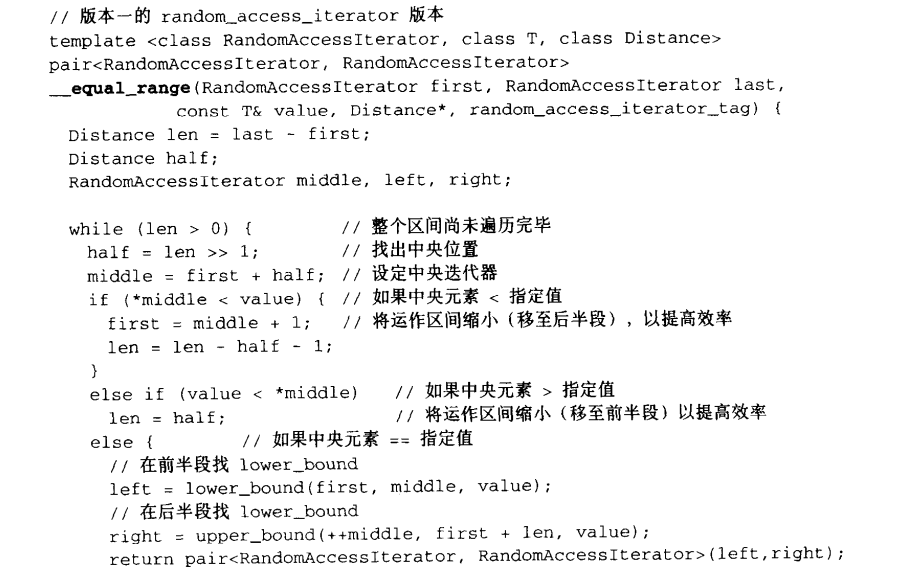 // 版本一的 random_access_iterator 版本
template <class RandomAccessIterator, class T, class Distance>
pair<RandomAccessIterator, RandomAccessIterator>
__equal_range(RandomAccessIterator first, RandomAccessIterator last,
              const T& value, Distance*, random_access_iterator_tag) {
  Distance len = last - first;
  Distance half;
  RandomAccessIterator middle, left, right;

  while (len > 0) {          // 整个区间尚未遍历完毕
    half = len >> 1;         // 找出中央位置
    middle = first + half;  // 设定中央迭代器
    if (*middle < value) {  // 如果中央元素 < 指定值
      first = middle + 1;   // 将运作区间缩小（移至后半段），以提高效率
      len = len - half - 1;
    }
    else if (value < *middle)    // 如果中央元素 > 指定值
      len = half;                // 将运作区间缩小（移至前半段）以提高效率
    else {         // 如果中央元素 == 指定值
      // 在前半段找 lower_bound
      left = lower_bound(first, middle, value);
      // 在后半段找 lower_bound
      right = upper_bound(++middle, first + len, value);
      return pair<RandomAccessIterator, RandomAccessIterator>(left,right);